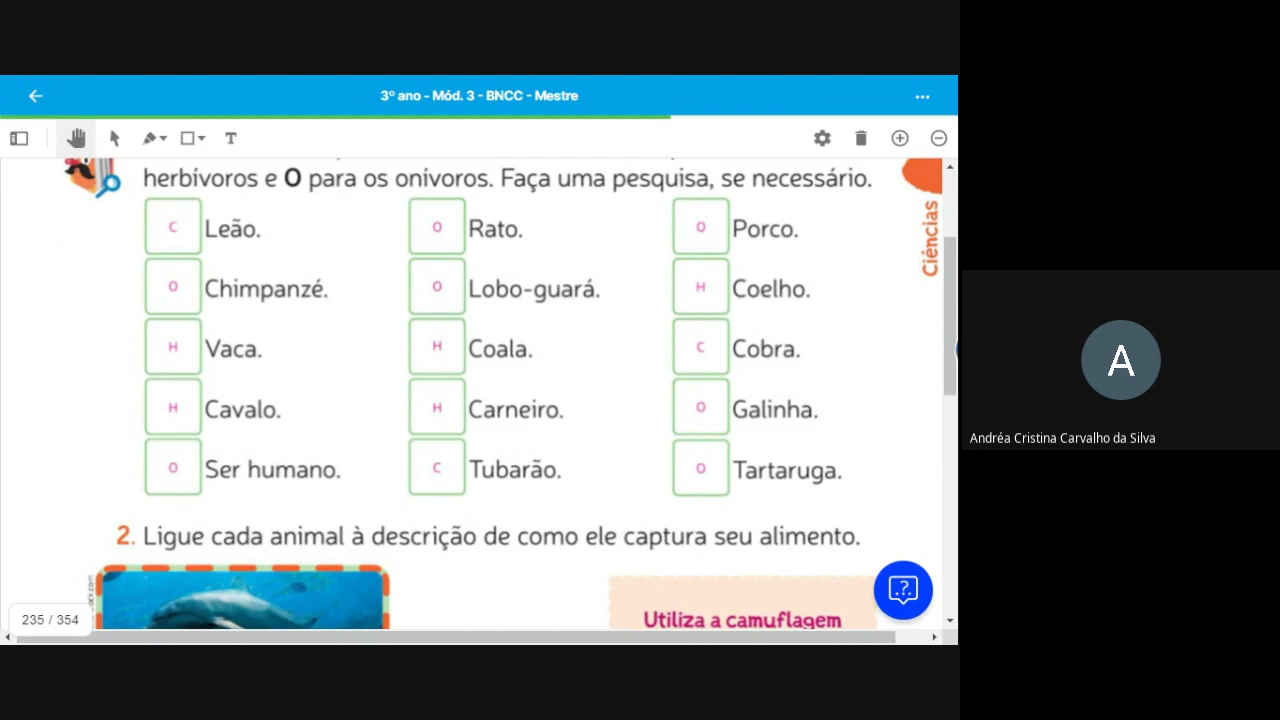 3º ano - Mód. 3 - BNCC - Mestre
T
herbívoros e O para os onívoros. Faça uma pesquisa, se necessário.
Ciências
C Leão. O Rato. O Porco.
O Chimpanzé. O Lobo-guará. H Coelho.
H Vaca. H Coala. C Cobra.
H Cavalo. H Carneiro. O Galinha.
O Ser humano. C Tubarão. O Tartaruga.
2. Ligue cada animal à descrição de como ele captura seu alimento.
Utiliza a camuflagem
235 / 354
A
Andréa Cristina Carvalho da Silva